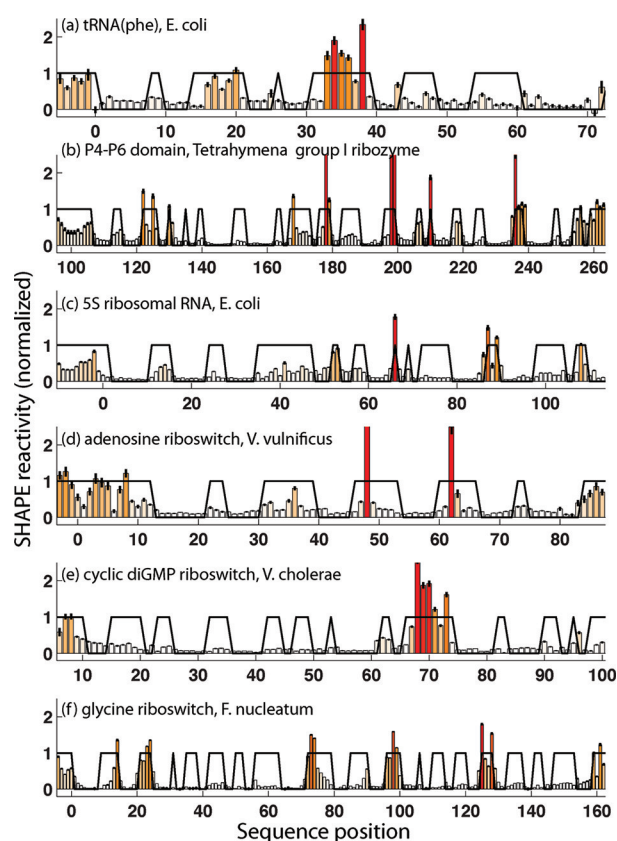 (a) tRNA(phe), E. coli
2
1
0
0 10 20 30 40 50 60 70
(b) P4-P6 domain, Tetrahymena group I ribozyme
2
1
0
100 120 140 160 180 200 220 240 260
SHAPE reactivity (normalized)
(c) 5S ribosomal RNA, E. coli
2
1
0
0 20 40 60 80 100
(d) adenosine riboswitch, V. vulnificus
2
1
0
0 10 20 30 40 50 60 70 80
(e) cyclic diGMP riboswitch, V. cholerae
2
1
0
10 20 30 40 50 60 70 80 90 100
(f) glycine riboswitch, F. nucleatum
2
1
0
0 20 40 60 80 100 120 140 160
Sequence position